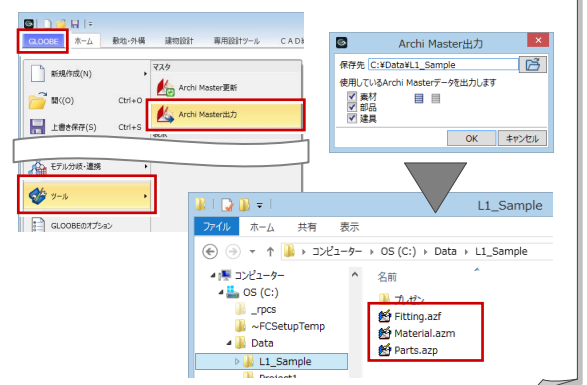 GLOOBE ホーム 敷地・外構 建物設計 専用設計ツール
新規作成(N)
開く(O) Ctrl+O
上書き保存(S) Ctrl+S
モデル分岐・連携
ツール
GLOOBEのオプション
マスタ
Archi Master更新
Archi Master出力
表示
Archi Master出力
保存先 C:¥Data¥L1_Sample
使用しているArchi Masterデータを出力します
素材
部品
建具
OK キャンセル
L1_Sample
ファイル ホーム 共有 表示
コンピューター OS (C:) Data L1_Sample
コンピューター
OS (C:)
_rpcs
~FCSetupTemp
Data
L1_Sample
Project1
名前
プレゼン
Fitting.azf
Material.azm
Parts.azp